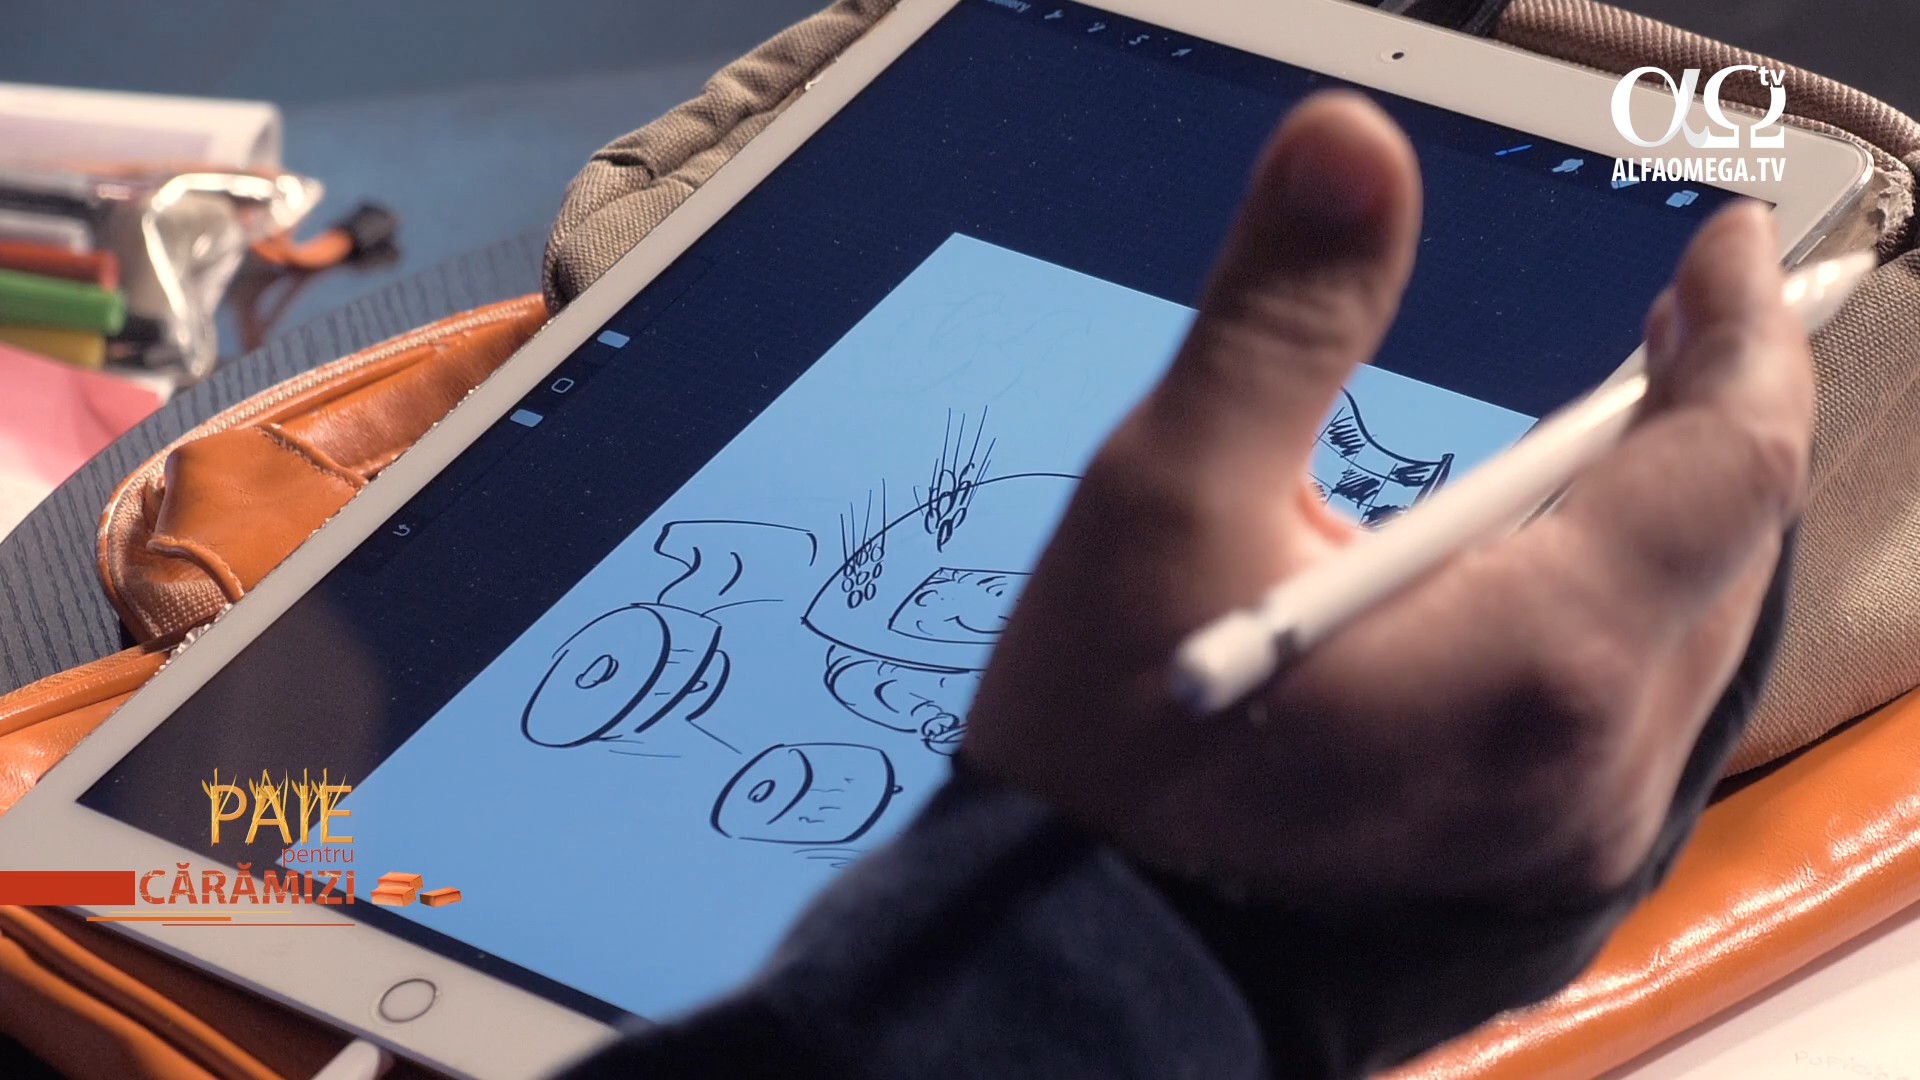 αΩ tv
ALFAOMEGA.TV
PAIE
pentru
CĂRĂMIZI